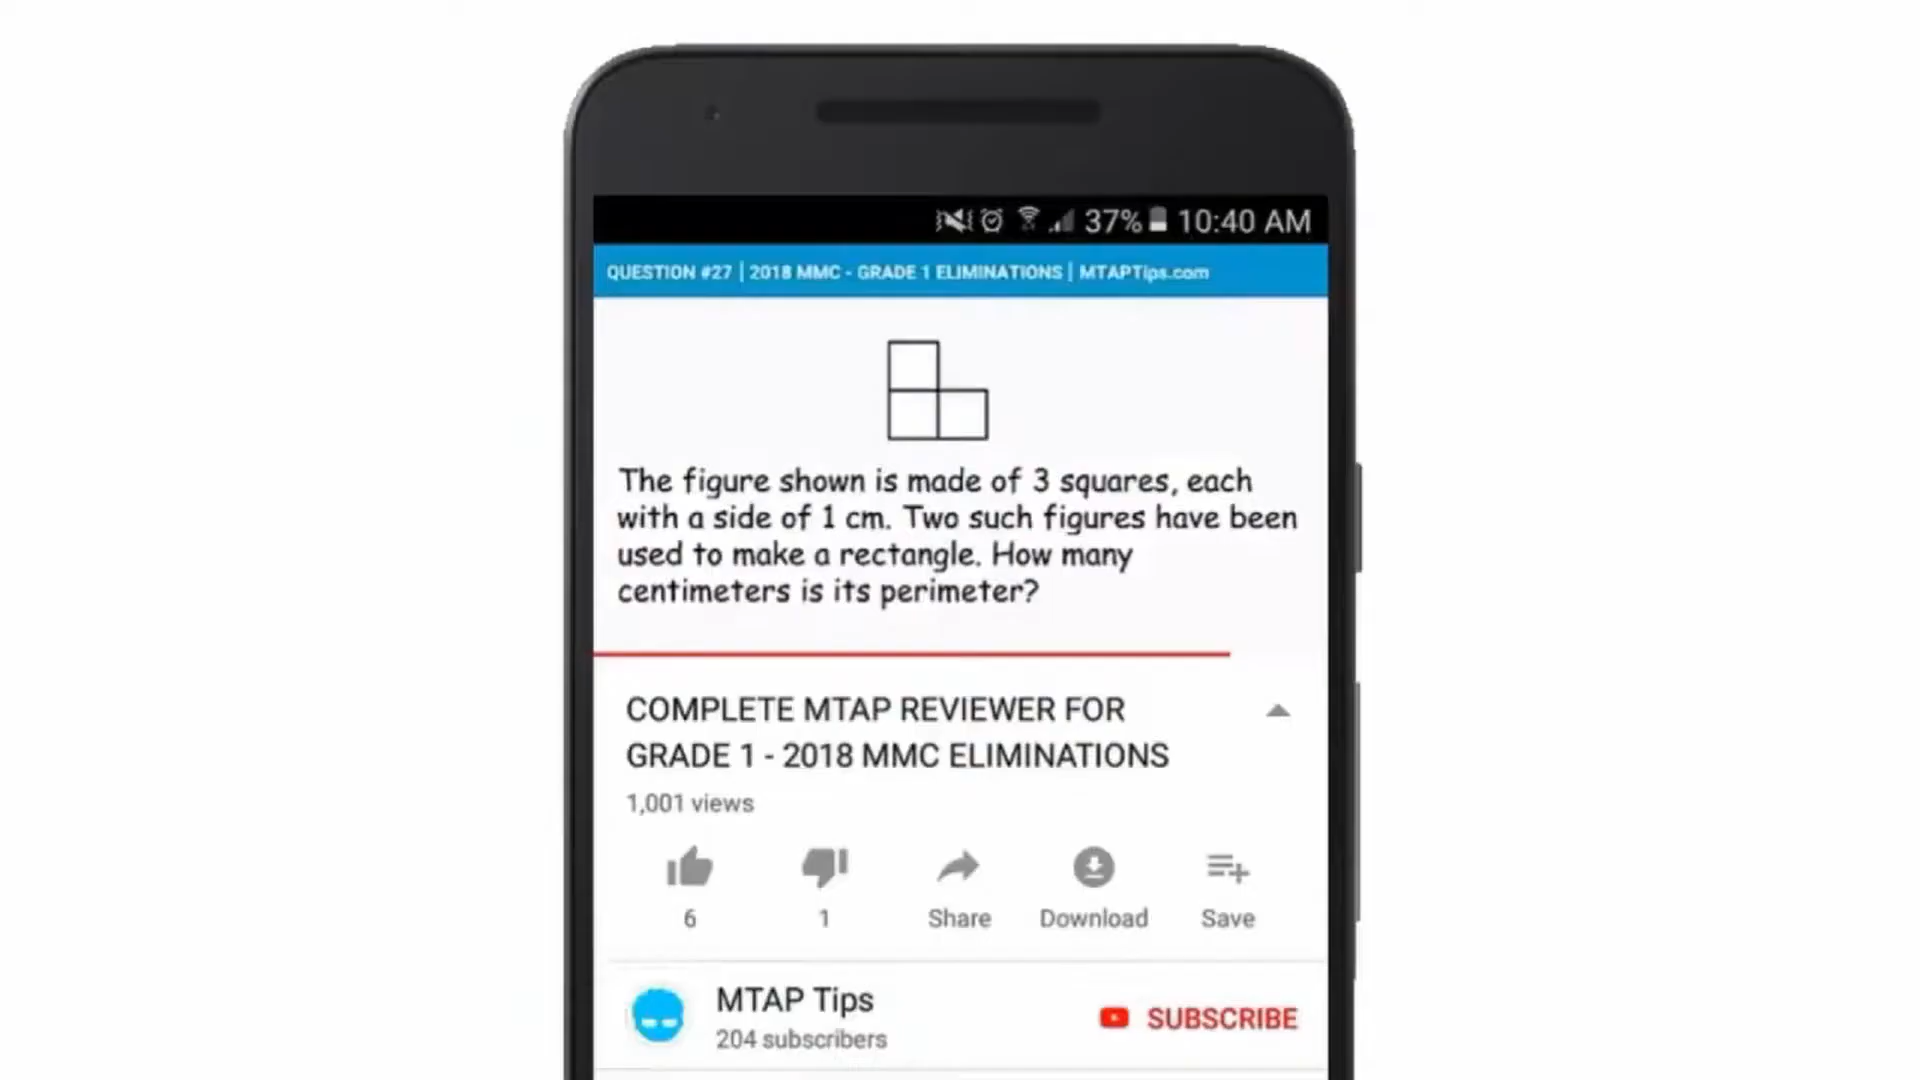 37% 10:40 AM
QUESTION #27 | 2018 MMC - GRADE 1 ELIMINATIONS | MTAPTips.com
The figure shown is made of 3 squares, each
with a side of 1 cm. Two such figures have been
used to make a rectangle. How many
centimeters is its perimeter?
COMPLETE MTAP REVIEWER FOR
GRADE 1 - 2018 MMC ELIMINATIONS
1,001 views
6 1 Share Download Save
MTAP Tips
204 subscribers
SUBSCRIBE